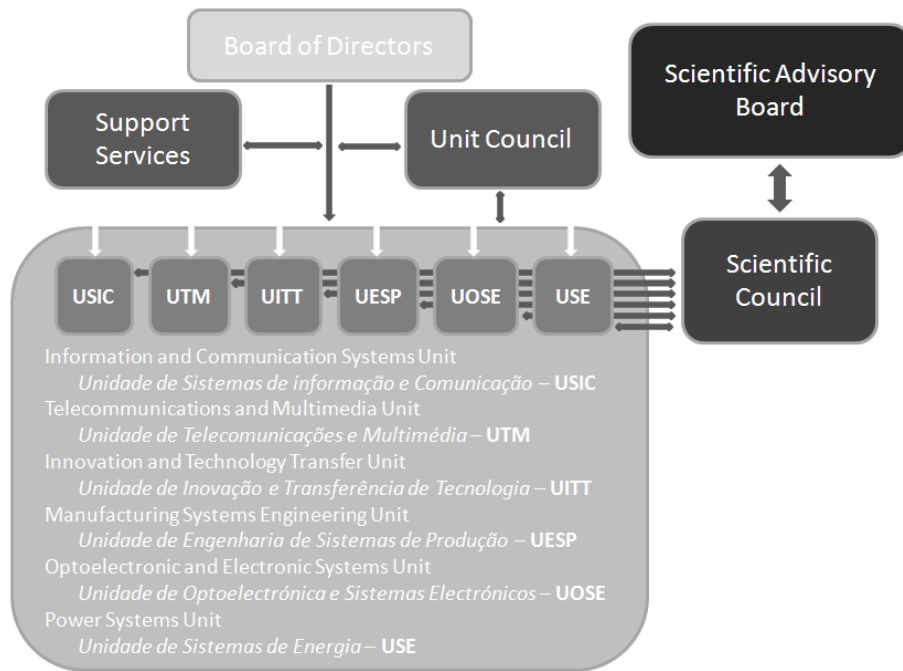 Board of Directors
Scientific Advisory
Board
Support
Services
Unit Council
Scientific
Council
USIC
UTM
UITT
UESP
UOSE
USE
Information and Communication Systems Unit
Unidade de Sistemas de informação e Comunicação – USIC
Telecommunications and Multimedia Unit
Unidade de Telecomunicações e Multimédia – UTM
Innovation and Technology Transfer Unit
Unidade de Inovação e Transferência de Tecnologia – UITT
Manufacturing Systems Engineering Unit
Unidade de Engenharia de Sistemas de Produção – UESP
Optoelectronic and Electronic Systems Unit
Unidade de Optoelectrónica e Sistemas Electrónicos – UOSE
Power Systems Unit
Unidade de Sistemas de Energia – USE